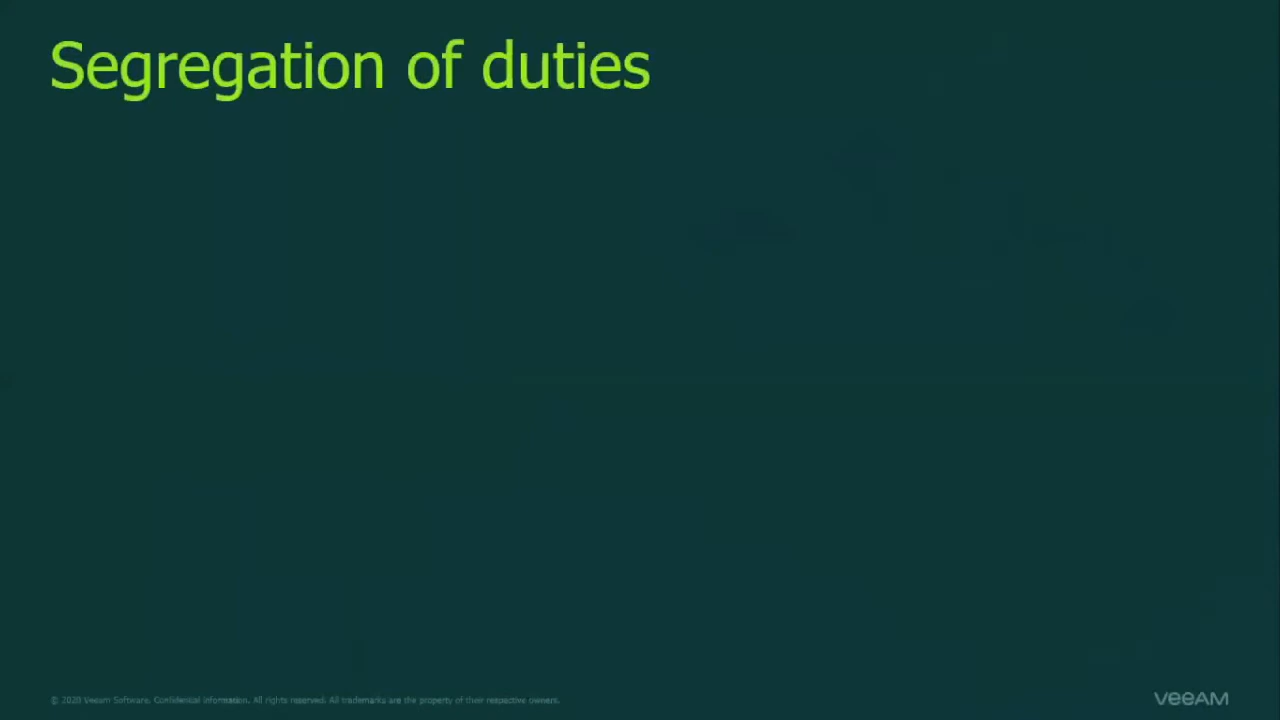 Segregation of duties
© 2020 Veeam Software. Confidential information. All rights reserved. All trademarks are the property of their respective owners.
VEEAM